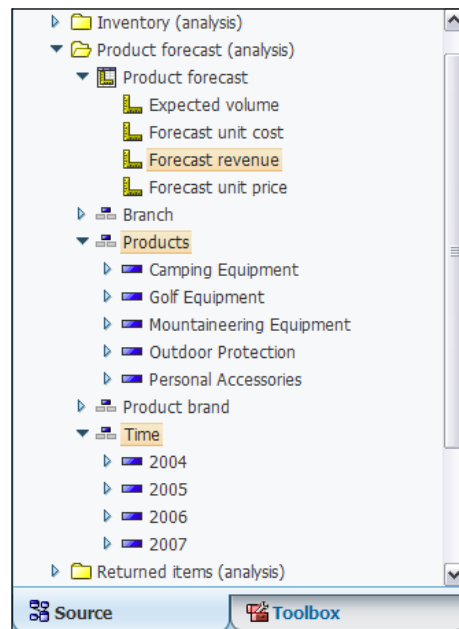 Inventory (analysis)
Product forecast (analysis)
Product forecast
Expected volume
Forecast unit cost
Forecast revenue
Forecast unit price
Branch
Products
Camping Equipment
Golf Equipment
Mountaineering Equipment
Outdoor Protection
Personal Accessories
Product brand
Time
2004
2005
2006
2007
Returned items (analysis)
Source Toolbox